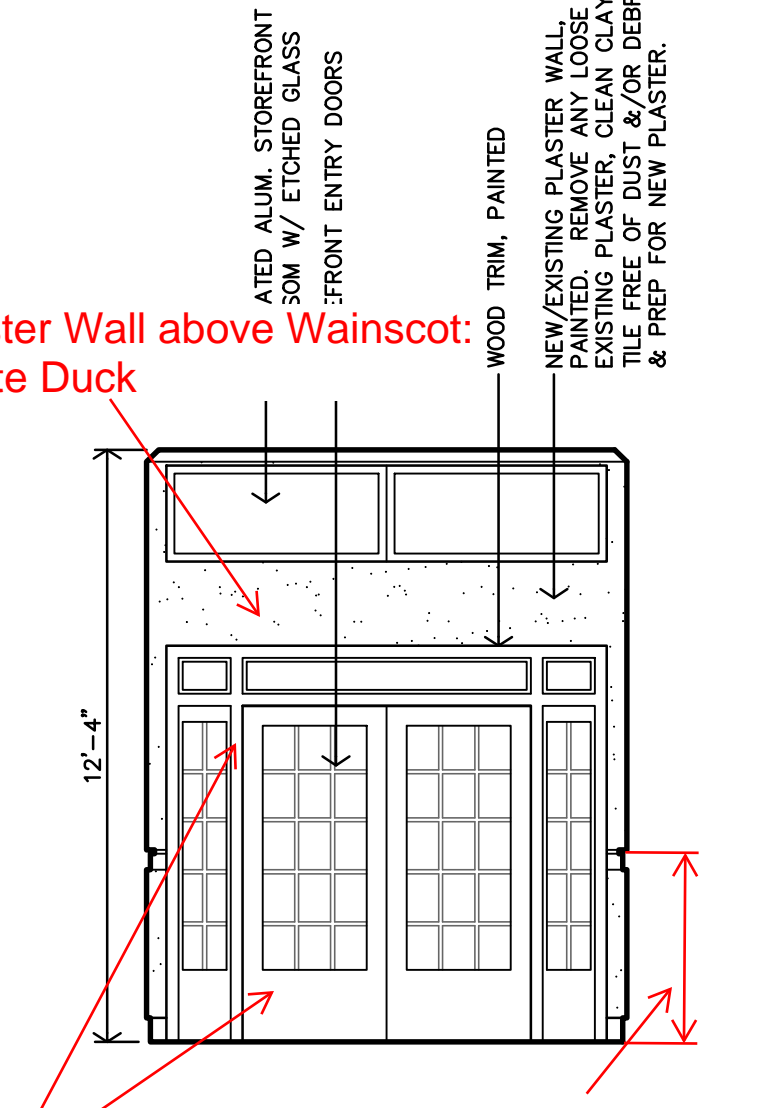 ATED ALUM. STOREFRONT
SOM W/ ETCHED GLASS
EFRONT ENTRY DOORS
WOOD TRIM, PAINTED
NEW/EXISTING PLASTER WALL,
PAINTED. REMOVE ANY LOOSE
EXISTING PLASTER, CLEAN CLAY
TILE FREE OF DUST &/OR DEBR
& PREP FOR NEW PLASTER.
ster Wall above Wainscot:
te Duck
12'-4"